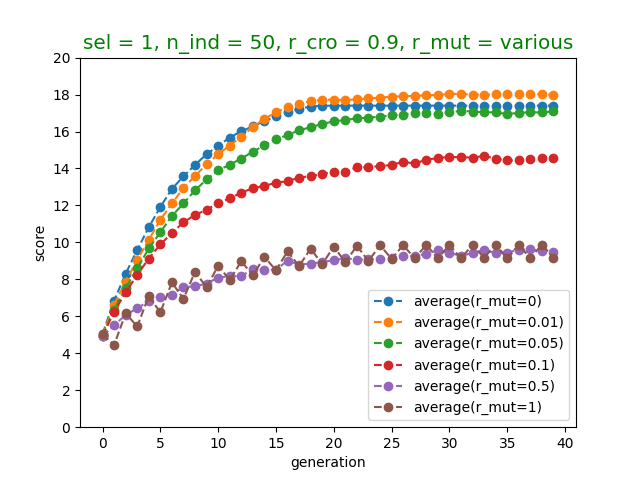 sel = 1, n_ind = 50, r_cro = 0.9, r_mut = various
20
18
16
14
12
10
8
6
4
2
0
score
average(r_mut=0)
average(r_mut=0.01)
average(r_mut=0.05)
average(r_mut=0.1)
average(r_mut=0.5)
average(r_mut=1)
0 5 10 15 20 25 30 35 40
generation